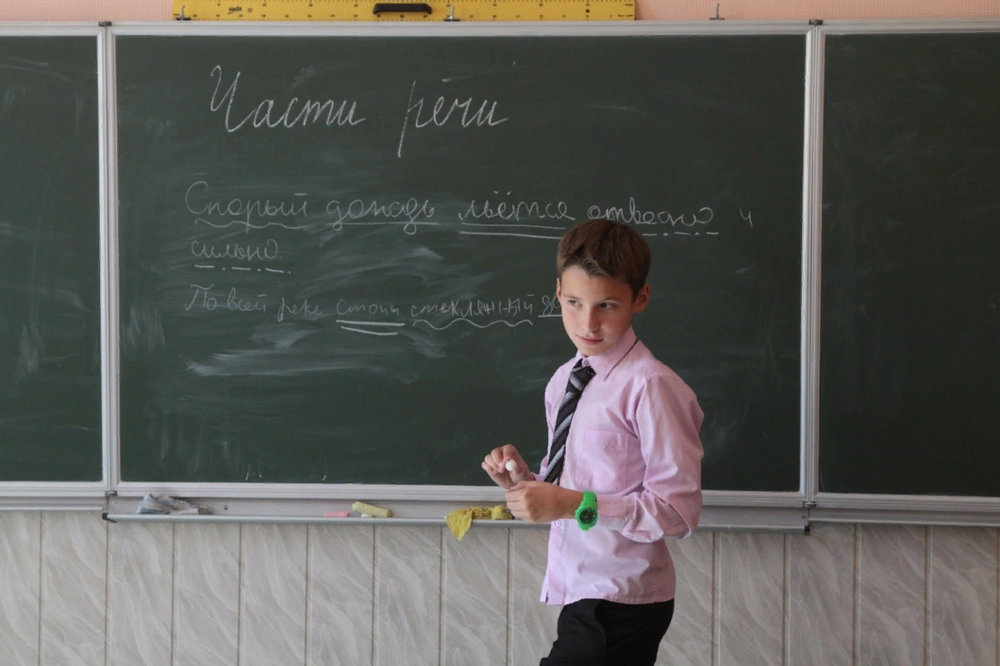 Части речи
Спорый дождь льётся отвесно и
сильно.
По всей реке стоит стеклянный